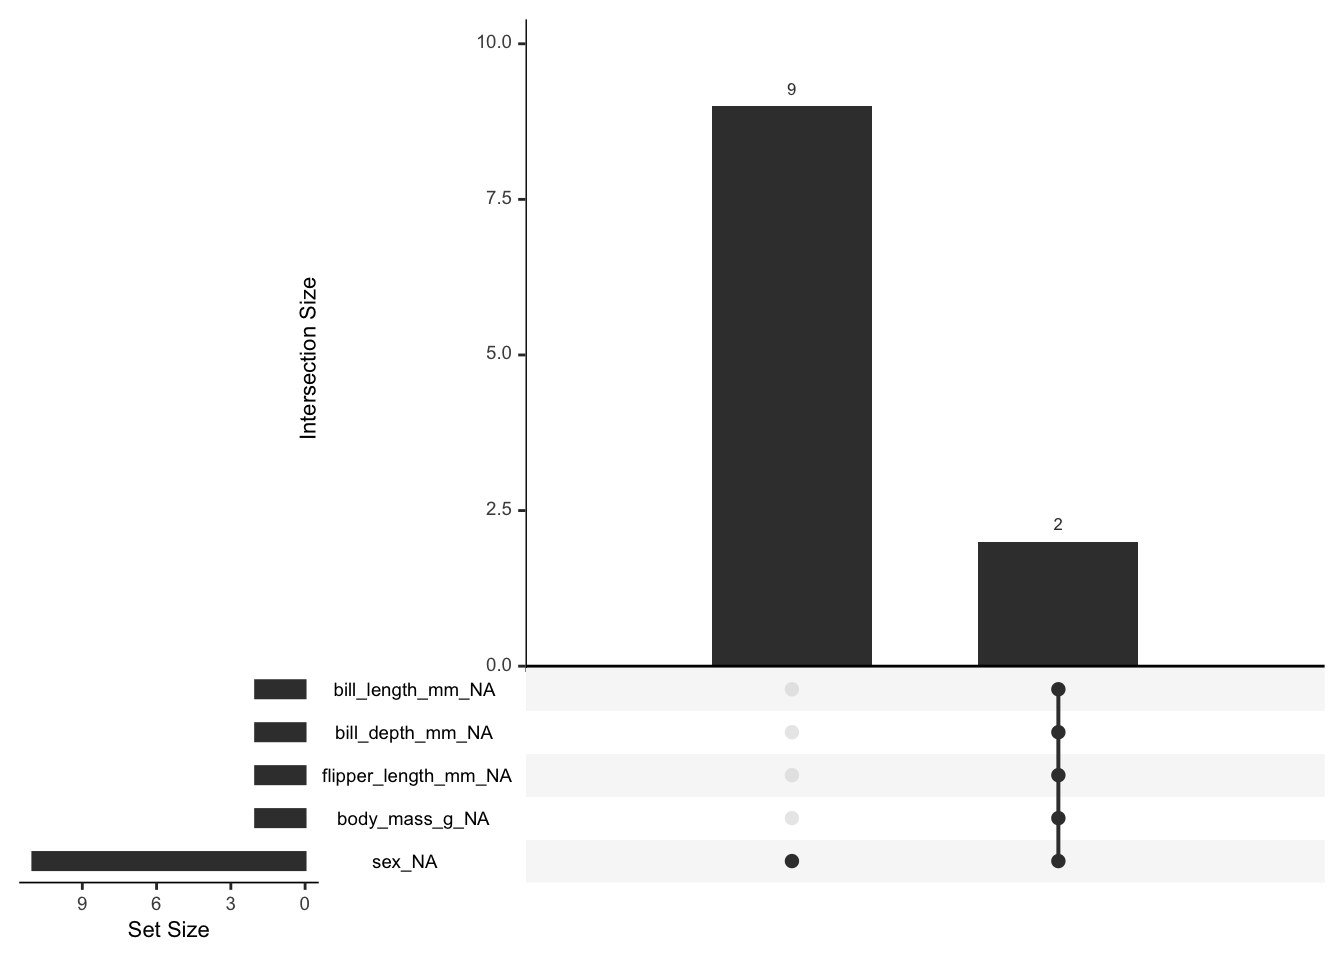 10.0
9
7.5
Intersection Size
5.0
2.5
2
0.0
bill_length_mm_NA
bill_depth_mm_NA
flipper_length_mm_NA
body_mass_g_NA
sex_NA
9 6 3 0
Set Size